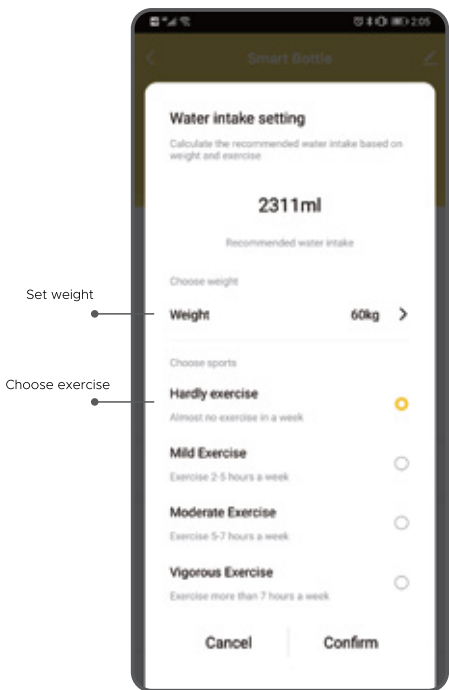 2:05
Smart Bottle
Water intake setting
Calculate the recommended water intake based on
weight and exercise
2311ml
Recommended water intake
Choose weight
Set weight
Weight 60kg
Choose sports
Choose exercise
Hardly exercise
Almost no exercise in a week
Mild Exercise
Exercise 2-5 hours a week
Moderate Exercise
Exercise 5-7 hours a week
Vigorous Exercise
Exercise more than 7 hours a week
Cancel Confirm